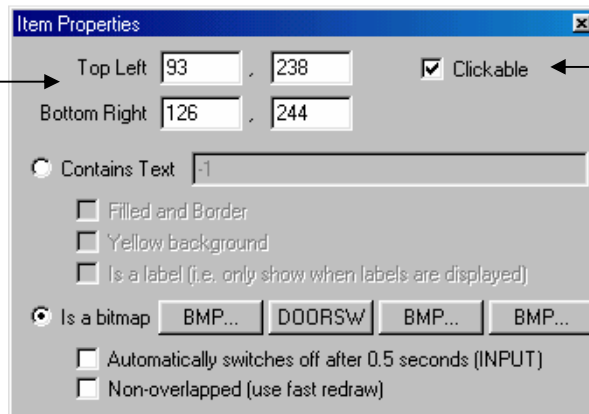 Item Properties
Top Left 93 , 238 Clickable
Bottom Right 126 , 244
Contains Text -1
Filled and Border
Yellow background
Is a label (i.e. only show when labels are displayed)
Is a bitmap BMP... DOORSW BMP... BMP...
Automatically switches off after 0.5 seconds (INPUT)
Non-overlapped (use fast redraw)